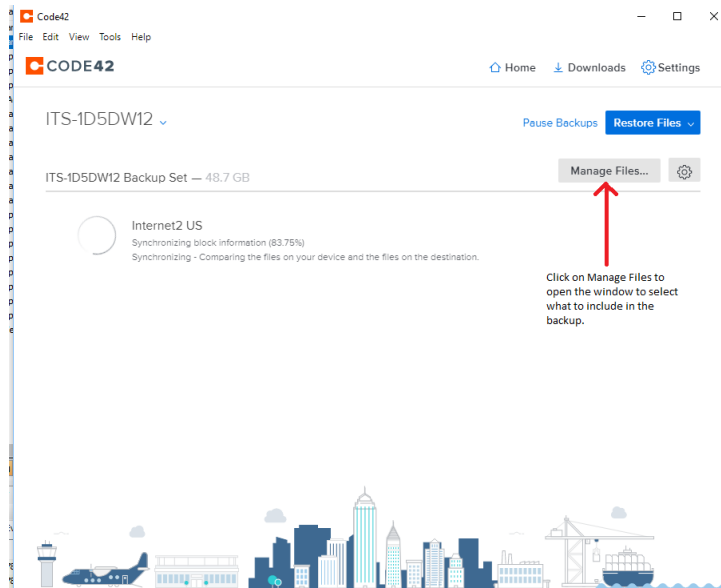 Code42
File Edit View Tools Help
CODE42
Home Downloads Settings
ITS-1D5DW12
Pause Backups Restore Files
ITS-1D5DW12 Backup Set — 48.7 GB
Manage Files...
Internet2 US
Synchronizing block information (83.75%)
Synchronizing - Comparing the files on your device and the files on the destination.
Click on Manage Files to
open the window to select
what to include in the
backup.